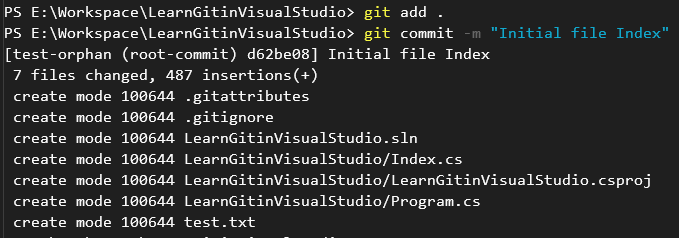 PS E:\Workspace\LearnGitinVisualStudio> git add .
PS E:\Workspace\LearnGitinVisualStudio> git commit -m "Initial file Index"
[test-orphan (root-commit) d62be08] Initial file Index
 7 files changed, 487 insertions(+)
 create mode 100644 .gitattributes
 create mode 100644 .gitignore
 create mode 100644 LearnGitinVisualStudio.sln
 create mode 100644 LearnGitinVisualStudio/Index.cs
 create mode 100644 LearnGitinVisualStudio/LearnGitinVisualStudio.csproj
 create mode 100644 LearnGitinVisualStudio/Program.cs
 create mode 100644 test.txt